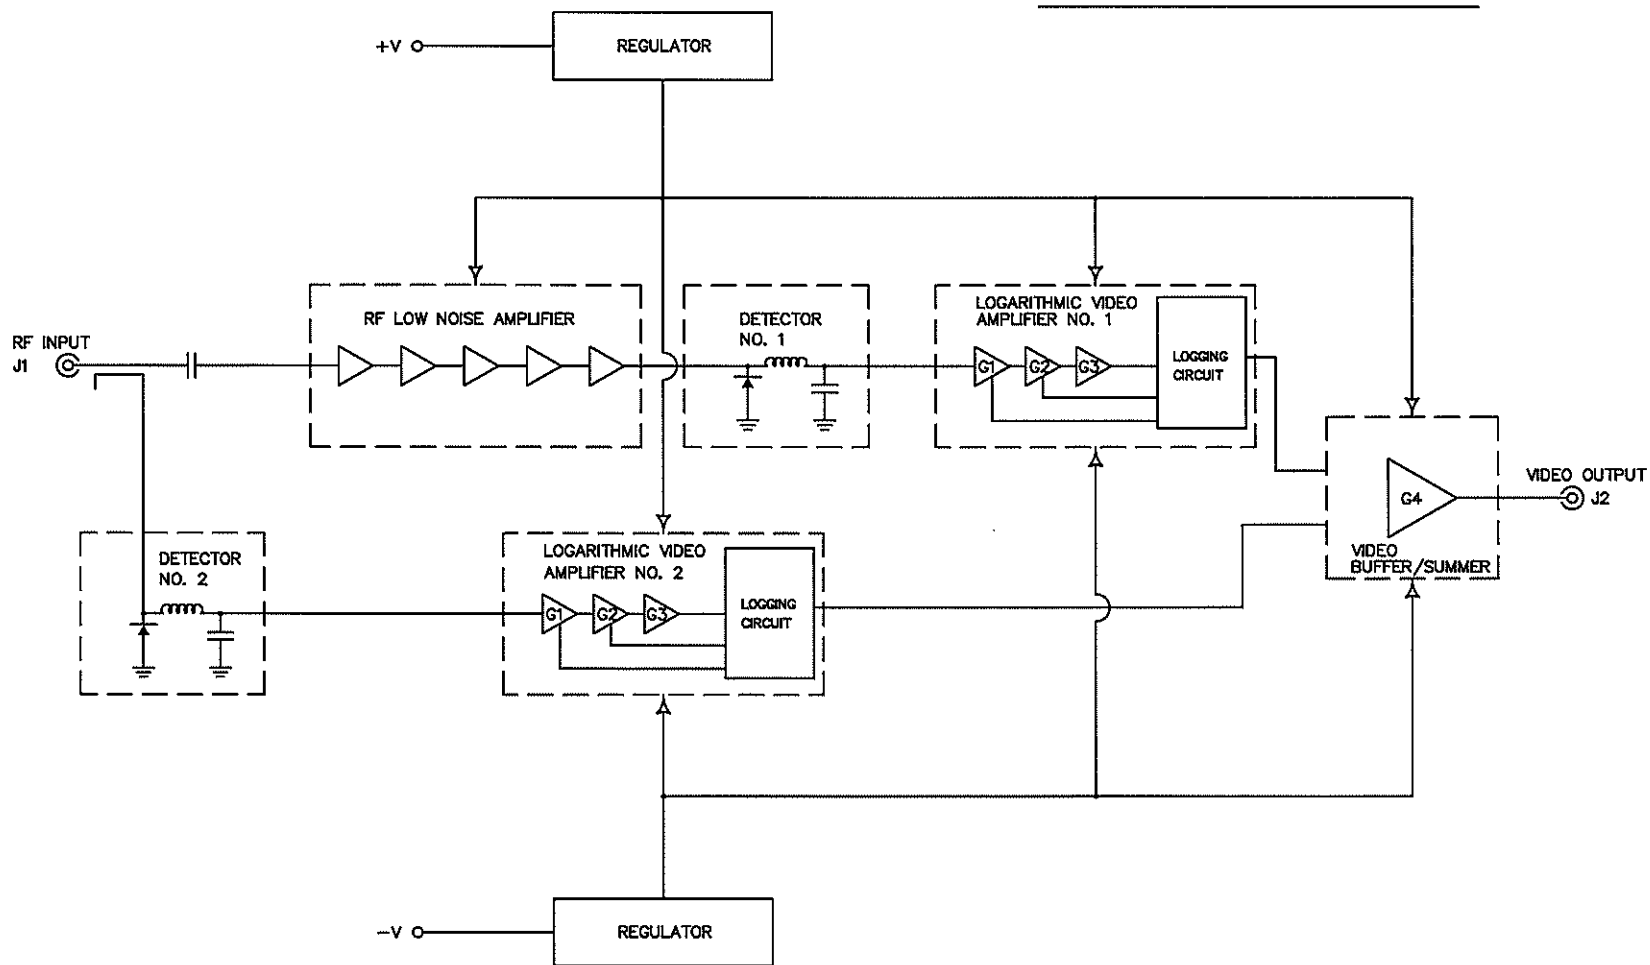 +V
REGULATOR
RF INPUT
J1
RF LOW NOISE AMPLIFIER
DETECTOR
NO. 1
LOGARITHMIC VIDEO
AMPLIFIER NO. 1
G1
G2
G3
LOGGING
CIRCUIT
G4
VIDEO
BUFFER/SUMMER
VIDEO OUTPUT
J2
DETECTOR
NO. 2
LOGARITHMIC VIDEO
AMPLIFIER NO. 2
G1
G2
G3
LOGGING
CIRCUIT
-V
REGULATOR